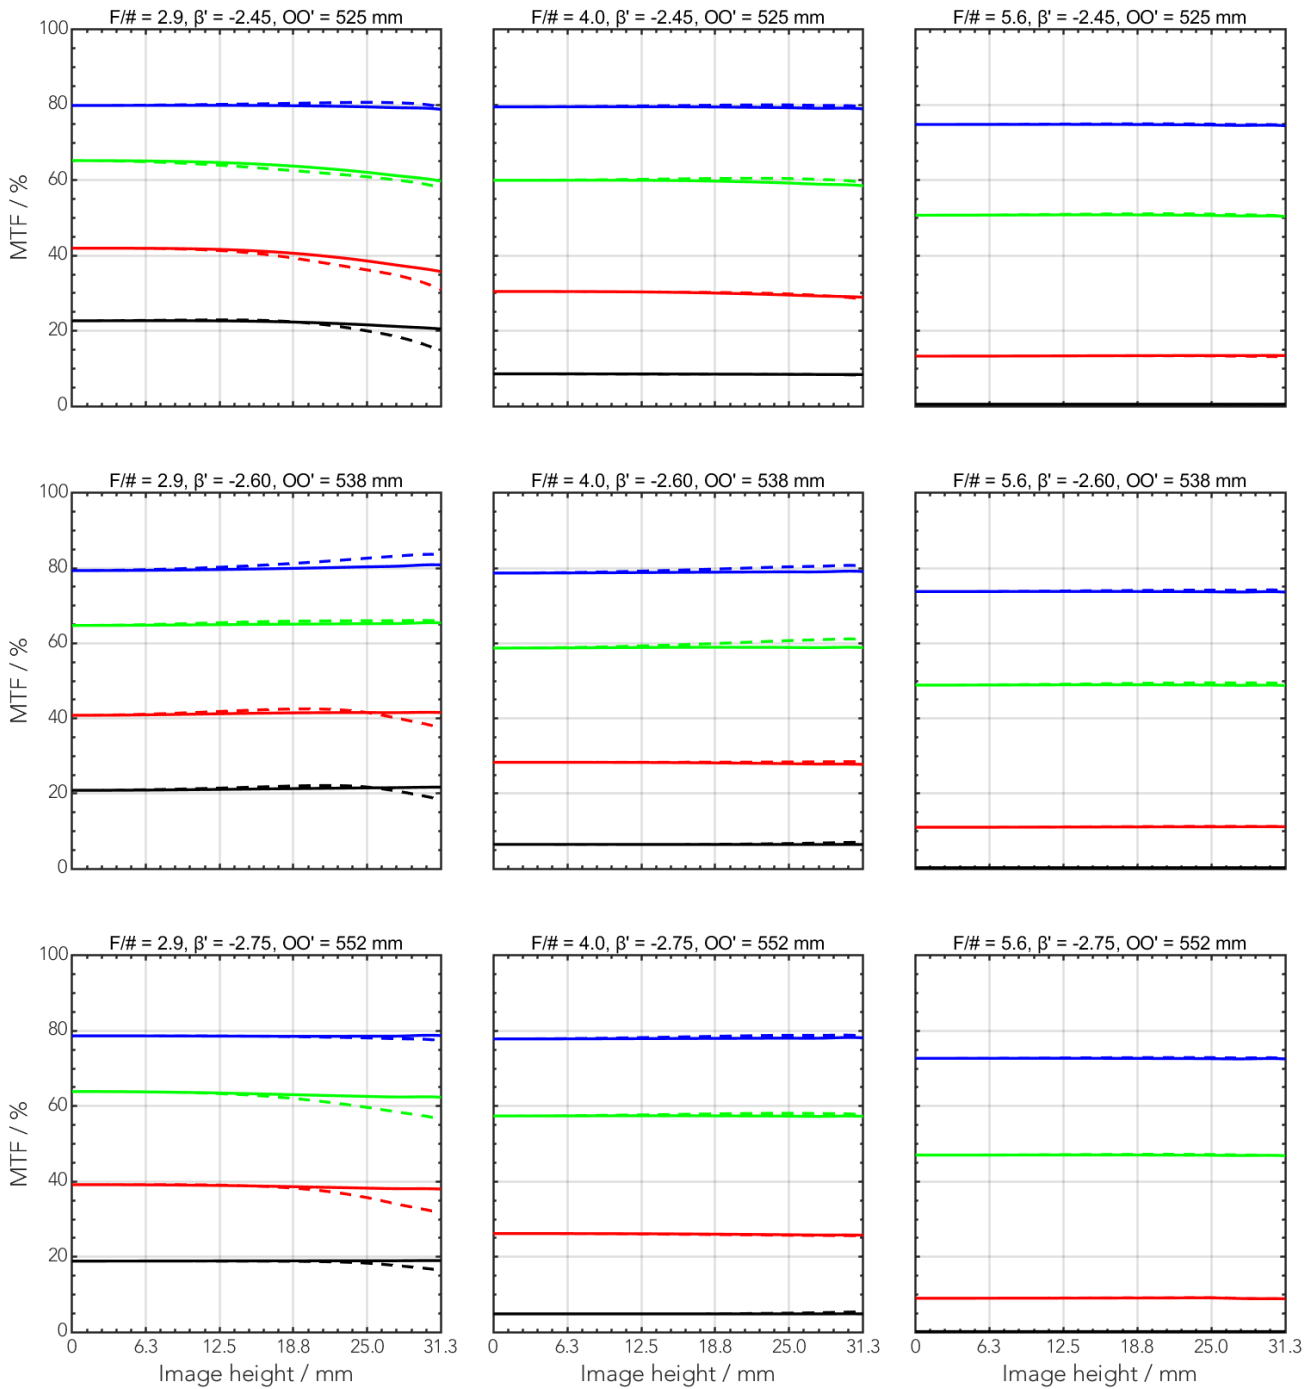 F/# = 2.9, β' = -2.45, OO' = 525 mm
F/# = 4.0, β' = -2.45, OO' = 525 mm
F/# = 5.6, β' = -2.45, OO' = 525 mm
100
80
60
40
20
0
MTF / %
F/# = 2.9, β' = -2.60, OO' = 538 mm
F/# = 4.0, β' = -2.60, OO' = 538 mm
F/# = 5.6, β' = -2.60, OO' = 538 mm
100
80
60
40
20
0
MTF / %
F/# = 2.9, β' = -2.75, OO' = 552 mm
F/# = 4.0, β' = -2.75, OO' = 552 mm
F/# = 5.6, β' = -2.75, OO' = 552 mm
100
80
60
40
20
0
MTF / %
0 6.3 12.5 18.8 25.0 31.3
0 6.3 12.5 18.8 25.0 31.3
0 6.3 12.5 18.8 25.0 31.3
Image height / mm
Image height / mm
Image height / mm